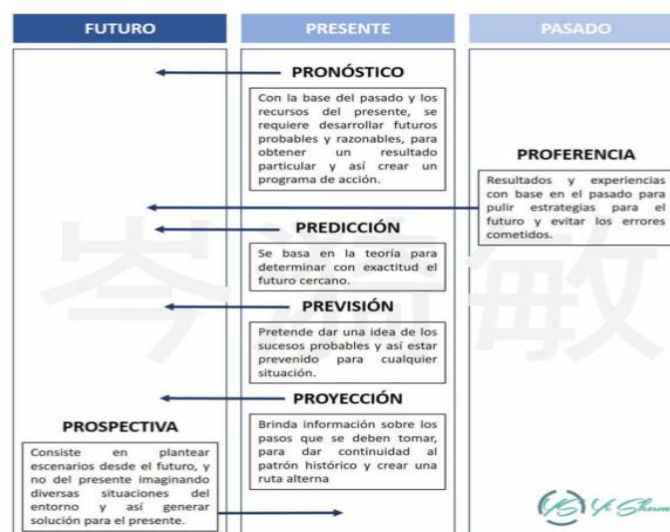 FUTURO
PRESENTE
PASADO
PRONÓSTICO
Con la base del pasado y los
recursos del presente, se
requiere desarrollar futuros
probables y razonables, para
obtener un resultado
particular y así crear un
programa de acción.
PROFERENCIA
Resultados y experiencias
con base en el pasado para
pulir estrategias para el
futuro y evitar los errores
cometidos.
PREDICCIÓN
Se basa en la teoría para
determinar con exactitud el
futuro cercano.
PREVISIÓN
Pretende dar una idea de los
sucesos probables y así estar
prevenido para cualquier
situación.
PROYECCIÓN
Brinda información sobre los
pasos que se deben tomar,
para dar continuidad al
patrón histórico y crear una
ruta alterna
PROSPECTIVA
Consiste en plantear
escenarios desde el futuro, y
no del presente imaginando
diversas situaciones del
entorno y así generar
solución para el presente.
YS